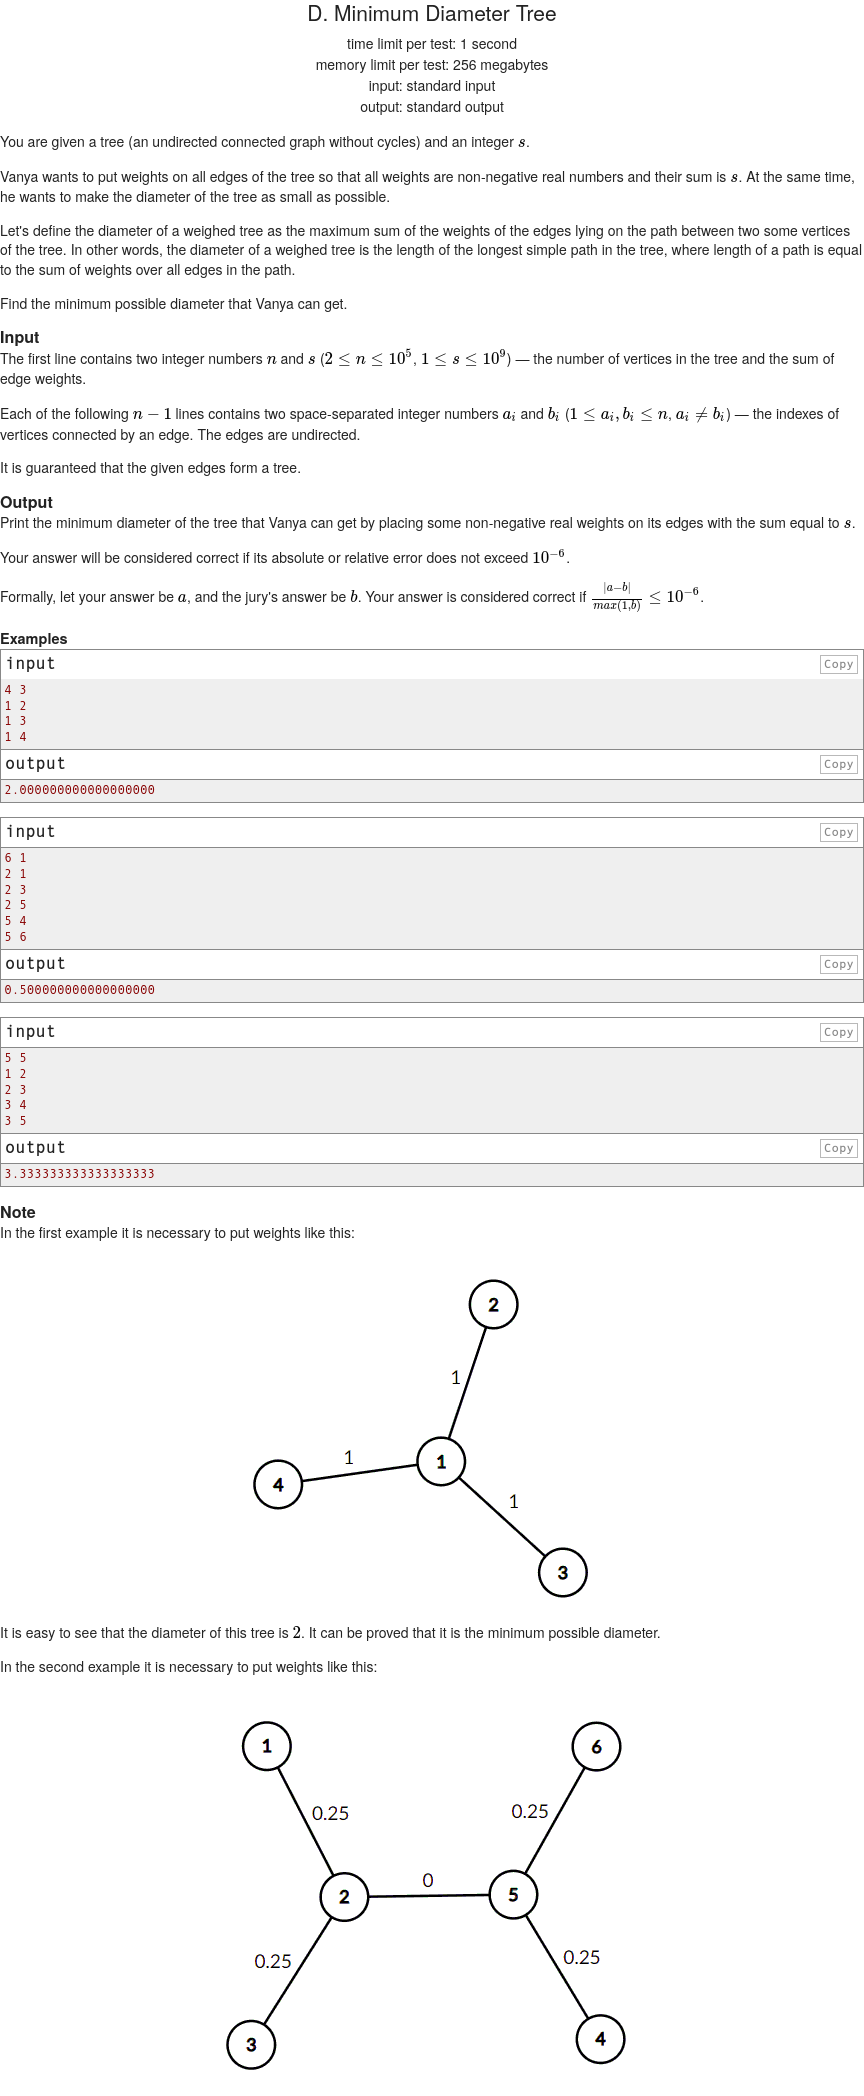 D. Minimum Diameter Tree
time limit per test: 1 second
memory limit per test: 256 megabytes
input: standard input
output: standard output
You are given a tree (an undirected connected graph without cycles) and an integer s.
Vanya wants to put weights on all edges of the tree so that all weights are non-negative real numbers and their sum is s. At the same time,
he wants to make the diameter of the tree as small as possible.
Let's define the diameter of a weighed tree as the maximum sum of the weights of the edges lying on the path between two some vertices
of the tree. In other words, the diameter of a weighed tree is the length of the longest simple path in the tree, where length of a path is equal
to the sum of weights over all edges in the path.
Find the minimum possible diameter that Vanya can get.
Input
The first line contains two integer numbers n and s (2 ≤ n ≤ 10⁵, 1 ≤ s ≤ 10⁹) — the number of vertices in the tree and the sum of
edge weights.
Each of the following n − 1 lines contains two space-separated integer numbers aᵢ and bᵢ (1 ≤ aᵢ, bᵢ ≤ n, aᵢ ≠ bᵢ) — the indexes of
vertices connected by an edge. The edges are undirected.
It is guaranteed that the given edges form a tree.
Output
Print the minimum diameter of the tree that Vanya can get by placing some non-negative real weights on its edges with the sum equal to s.
Your answer will be considered correct if its absolute or relative error does not exceed 10⁻⁶.
Formally, let your answer be a, and the jury's answer be b. Your answer is considered correct if |a−b|/max(1,b) ≤ 10⁻⁶.
Examples
input Copy
4 3
1 2
1 3
1 4
output Copy
2.000000000000000000
input Copy
6 1
2 1
2 3
2 5
5 4
5 6
output Copy
0.500000000000000000
input Copy
5 5
1 2
2 3
3 4
3 5
output Copy
3.333333333333333333
Note
In the first example it is necessary to put weights like this:
2
1
1
1
4
1
3
It is easy to see that the diameter of this tree is 2. It can be proved that it is the minimum possible diameter.
In the second example it is necessary to put weights like this:
1
6
0.25
0.25
0
2
5
0.25
0.25
3
4